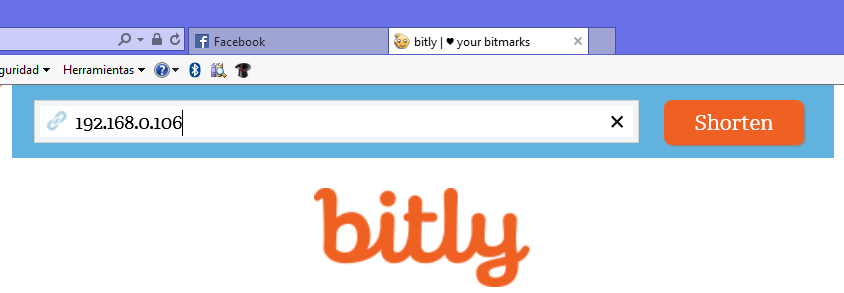 Facebook
bitly | ♥ your bitmarks
guridad Herramientas
192.168.0.106
Shorten
bitly